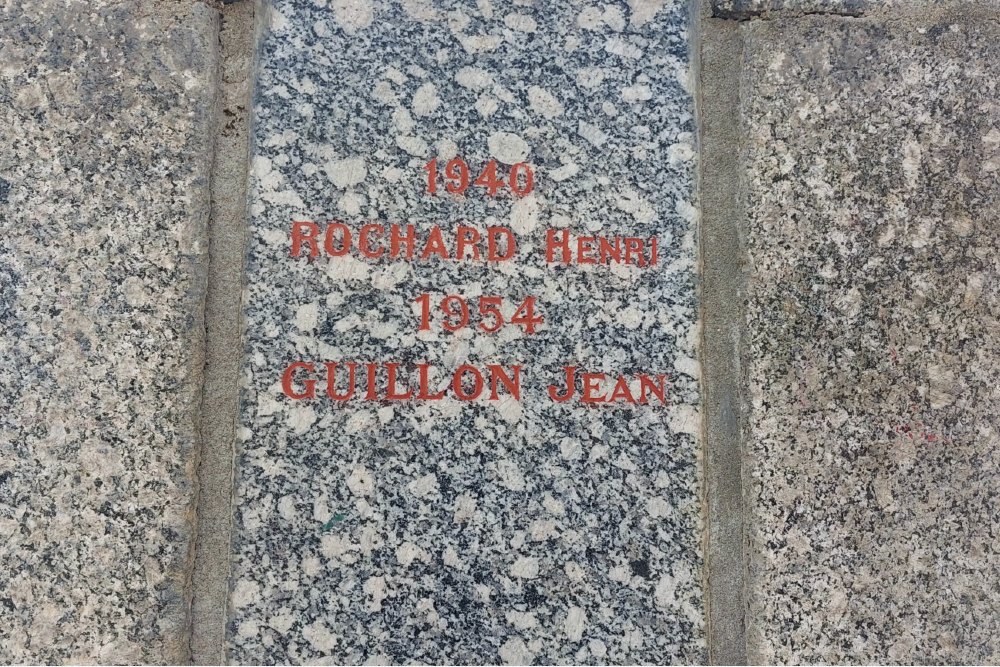 1940
ROCHARD HENRI
1954
GUILLON JEAN